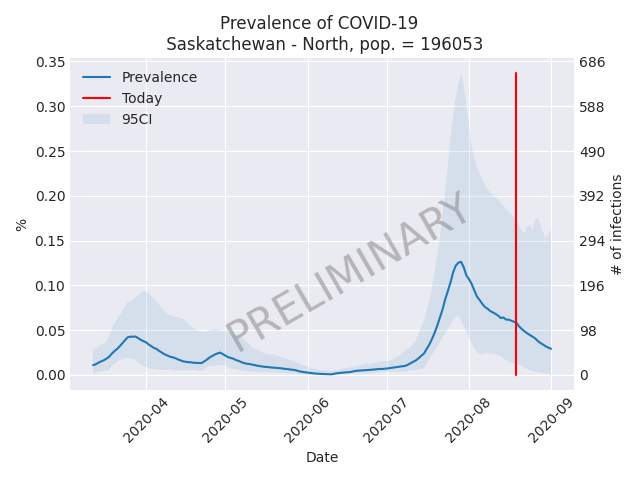 Prevalence of COVID-19
Saskatchewan - North, pop. = 196053
Prevalence
Today
95CI
PRELIMINARY
%
0.35
0.30
0.25
0.20
0.15
0.10
0.05
0.00
686
588
490
392
294
196
98
0
# of infections
2020-04
2020-05
2020-06
2020-07
2020-08
2020-09
Date